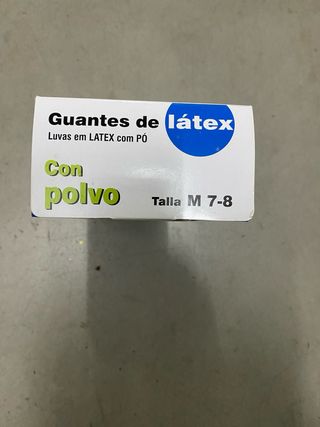 Guantes de látex
Luvas em LATEX com PÓ
Con
polvo
Talla M 7-8